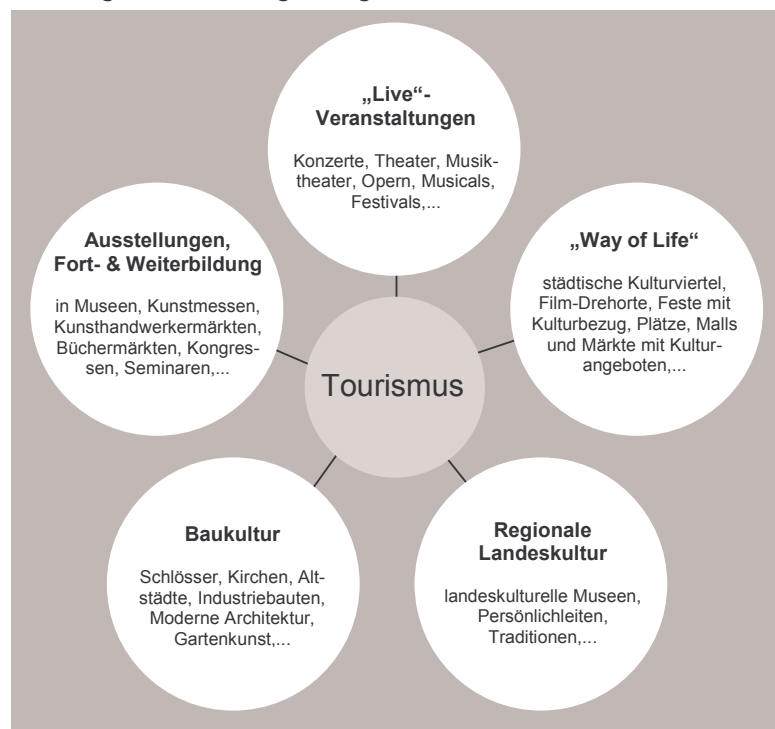 „Live“-
Veranstaltungen
Konzerte, Theater, Musik-
theater, Opern, Musicals,
Festivals,...
Ausstellungen,
Fort- & Weiterbildung
in Museen, Kunstmessen,
Kunsthandwerkermärkten,
Büchermärkten, Kongres-
sen, Seminaren,...
„Way of Life“
städtische Kulturviertel,
Film-Drehorte, Feste mit
Kulturbezug, Plätze, Malls
und Märkte mit Kultur-
angeboten,...
Tourismus
Baukultur
Schlösser, Kirchen, Alt-
städte, Industriebauten,
Moderne Architektur,
Gartenkunst,...
Regionale
Landeskultur
landeskulturelle Museen,
Persönlichleiten,
Traditionen,...